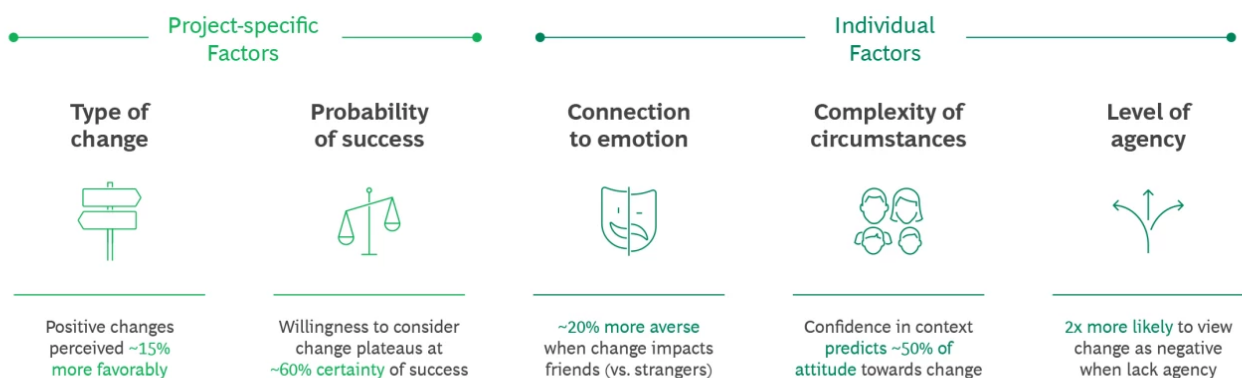 Project-specific
Factors
Individual
Factors
Type of
change
Probability
of success
Connection
to emotion
Complexity of
circumstances
Level of
agency
Positive changes
perceived ~15%
more favorably
Willingness to consider
change plateaus at
~60% certainty of success
~20% more averse
when change impacts
friends (vs. strangers)
Confidence in context
predicts ~50% of
attitude towards change
2x more likely to view
change as negative
when lack agency